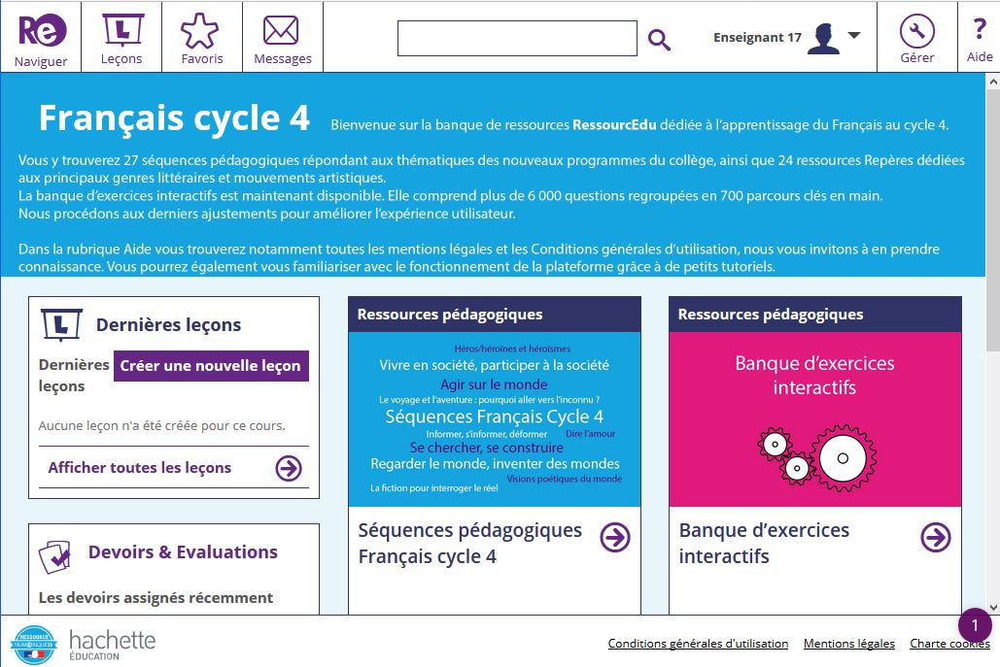 Re
Naviguer
Leçons
Favoris
Messages
Enseignant 17
Gérer
?
Aide
Français cycle 4 Bienvenue sur la banque de ressources RessourcEdu dédiée à l'apprentissage du Français au cycle 4.
Vous y trouverez 27 séquences pédagogiques répondant aux thématiques des nouveaux programmes du collège, ainsi que 24 ressources Repères dédiées
aux principaux genres littéraires et mouvements artistiques.
La banque d'exercices interactifs est maintenant disponible. Elle comprend plus de 6 000 questions regroupées en 700 parcours clés en main.
Nous procédons aux derniers ajustements pour améliorer l'expérience utilisateur.
Dans la rubrique Aide vous trouverez notamment toutes les mentions légales et les Conditions générales d'utilisation, nous vous invitons à en prendre
connaissance. Vous pourrez également vous familiariser avec le fonctionnement de la plateforme grâce à de petits tutoriels.
L Dernières leçons
Dernières
leçons
Créer une nouvelle leçon
Aucune leçon n'a été créée pour ce cours.
Afficher toutes les leçons
Devoirs & Evaluations
Les devoirs assignés récemment
Ressources pédagogiques
Héros/héroïnes et héroïsmes
Vivre en société, participer à la société
Agir sur le monde
Le voyage et l'aventure : pourquoi aller vers l'inconnu ?
Séquences Français Cycle 4
Informer, s'informer, déformer
Dire l'amour
Se chercher, se construire
Regarder le monde, inventer des mondes
Visions poétiques du monde
La fiction pour interroger le réel
Séquences pédagogiques
Français cycle 4
Ressources pédagogiques
Banque d'exercices
interactifs
Banque d'exercices
interactifs
RESSOURCE
NUMÉRIQUE
hachette
ÉDUCATION
Conditions générales d'utilisation
Mentions légales
Charte cookies
1